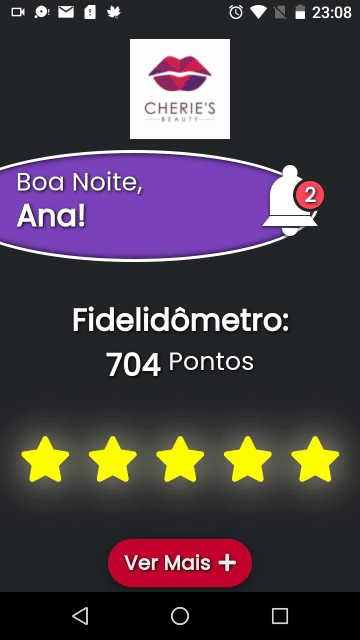 23:08
CHERIE'S
BEAUTY
Boa Noite,
Ana!
2
Fidelidômetro:
704 Pontos
Ver Mais +